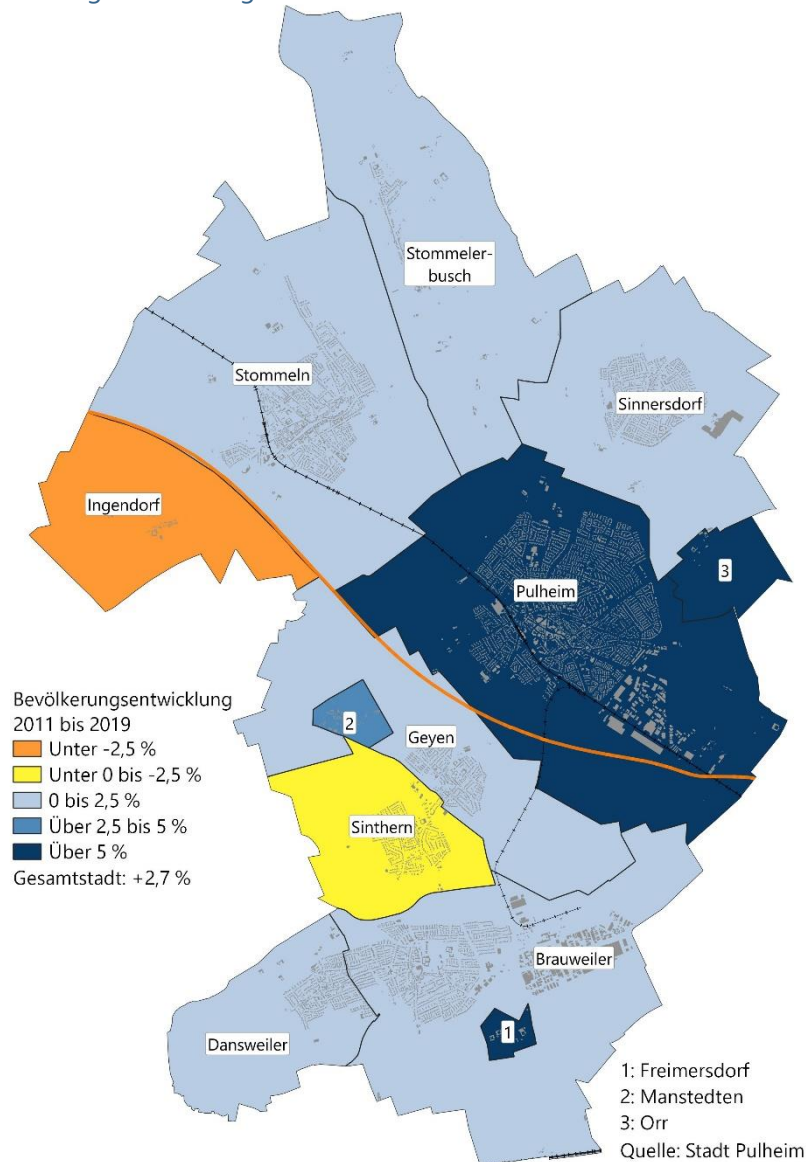 Stommeler-
busch
Stommeln
Sinnersdorf
Ingendorf
Pulheim
3
Bevölkerungsentwicklung
2011 bis 2019
Unter -2,5 %
Unter 0 bis -2,5 %
0 bis 2,5 %
Über 2,5 bis 5 %
Über 5 %
Gesamtstadt: +2,7 %
2
Geyen
Sinthern
Brauweiler
Dansweiler
1
1: Freimersdorf
2: Manstedten
3: Orr
Quelle: Stadt Pulheim